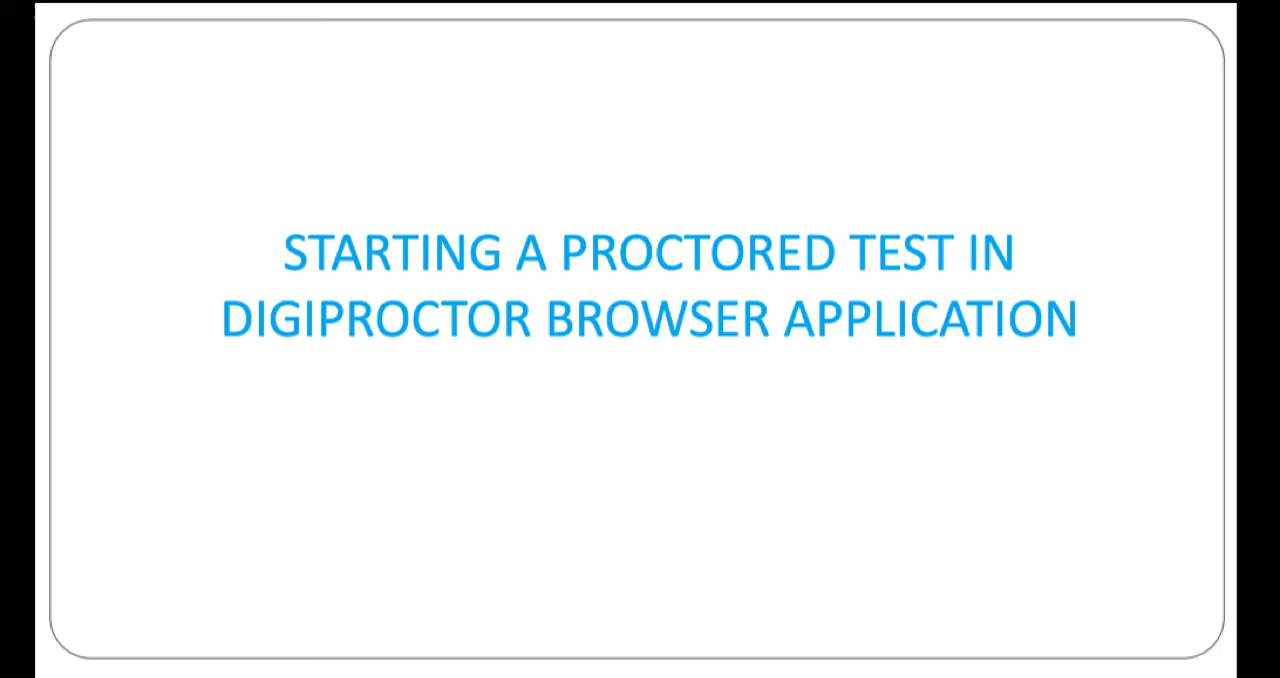 STARTING A PROCTORED TEST IN
DIGIPROCTOR BROWSER APPLICATION